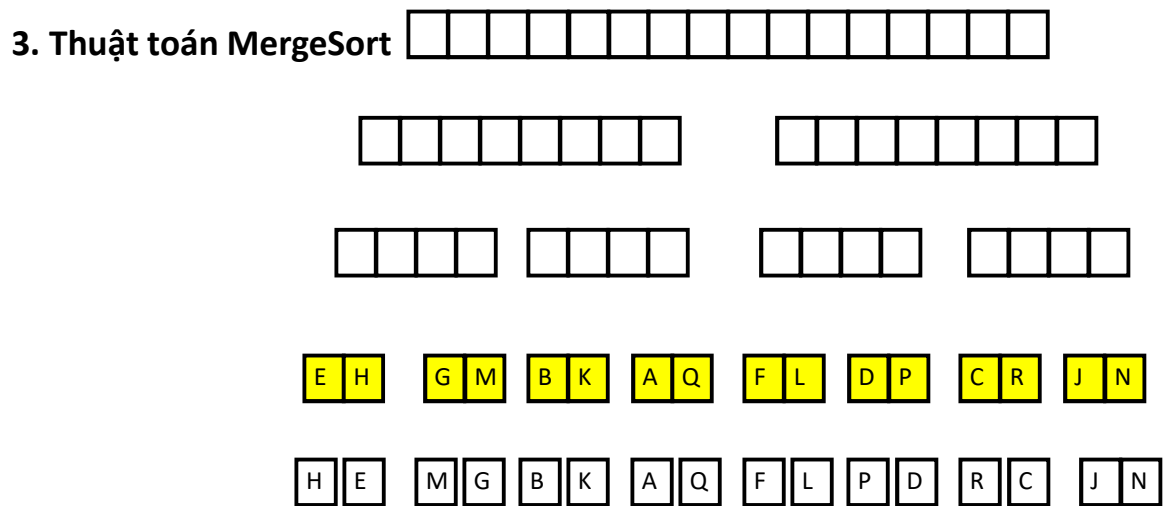 3. Thuật toán MergeSort
E H G M B K A Q F L D P C R J N
H E M G B K A Q F L P D R C J N